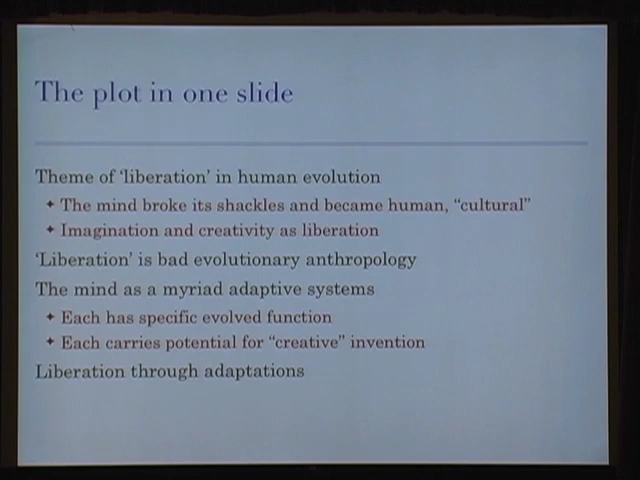 The plot in one slide
Theme of ‘liberation’ in human evolution
✦ The mind broke its shackles and became human, “cultural”
✦ Imagination and creativity as liberation
‘Liberation’ is bad evolutionary anthropology
The mind as a myriad adaptive systems
✦ Each has specific evolved function
✦ Each carries potential for “creative” invention
Liberation through adaptations